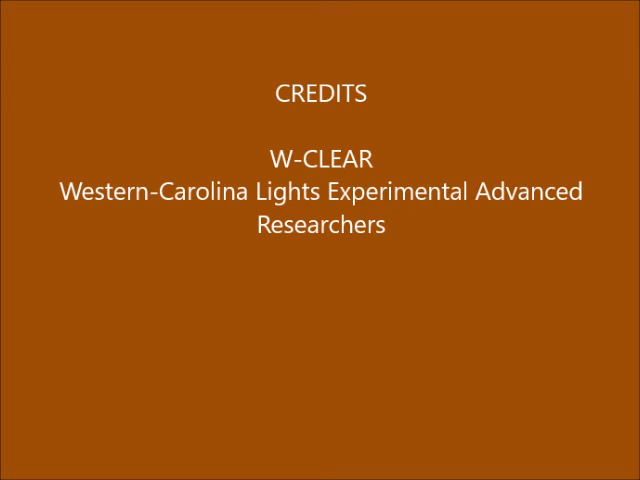 CREDITS
W-CLEAR
Western-Carolina Lights Experimental Advanced
Researchers